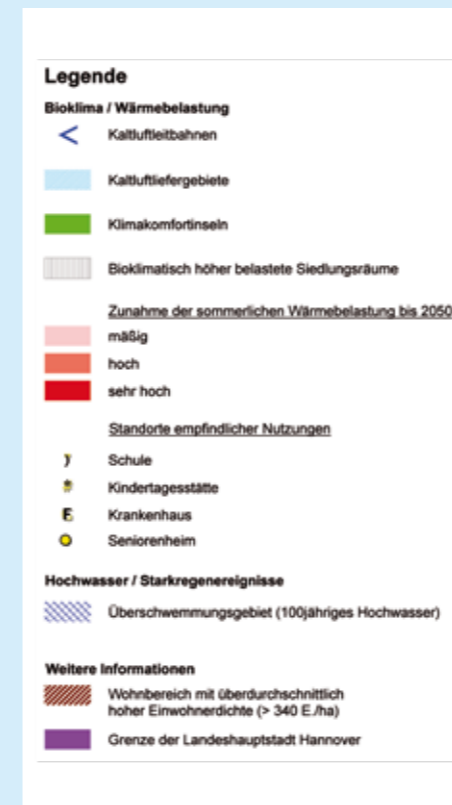 Legende
Bioklima / Wärmebelastung
Kaltluftleitbahnen
Kaltluftliefergebiete
Klimakomfortinseln
Bioklimatisch höher belastete Siedlungsräume
Zunahme der sommerlichen Wärmebelastung bis 2050
mäßig
hoch
sehr hoch
Standorte empfindlicher Nutzungen
Schule
Kindertagesstätte
Krankenhaus
Seniorenheim
Hochwasser / Starkregenereignisse
Überschwemmungsgebiet (100jähriges Hochwasser)
Weitere Informationen
Wohnbereich mit überdurchschnittlich
hoher Einwohnerdichte (> 340 E./ha)
Grenze der Landeshauptstadt Hannover